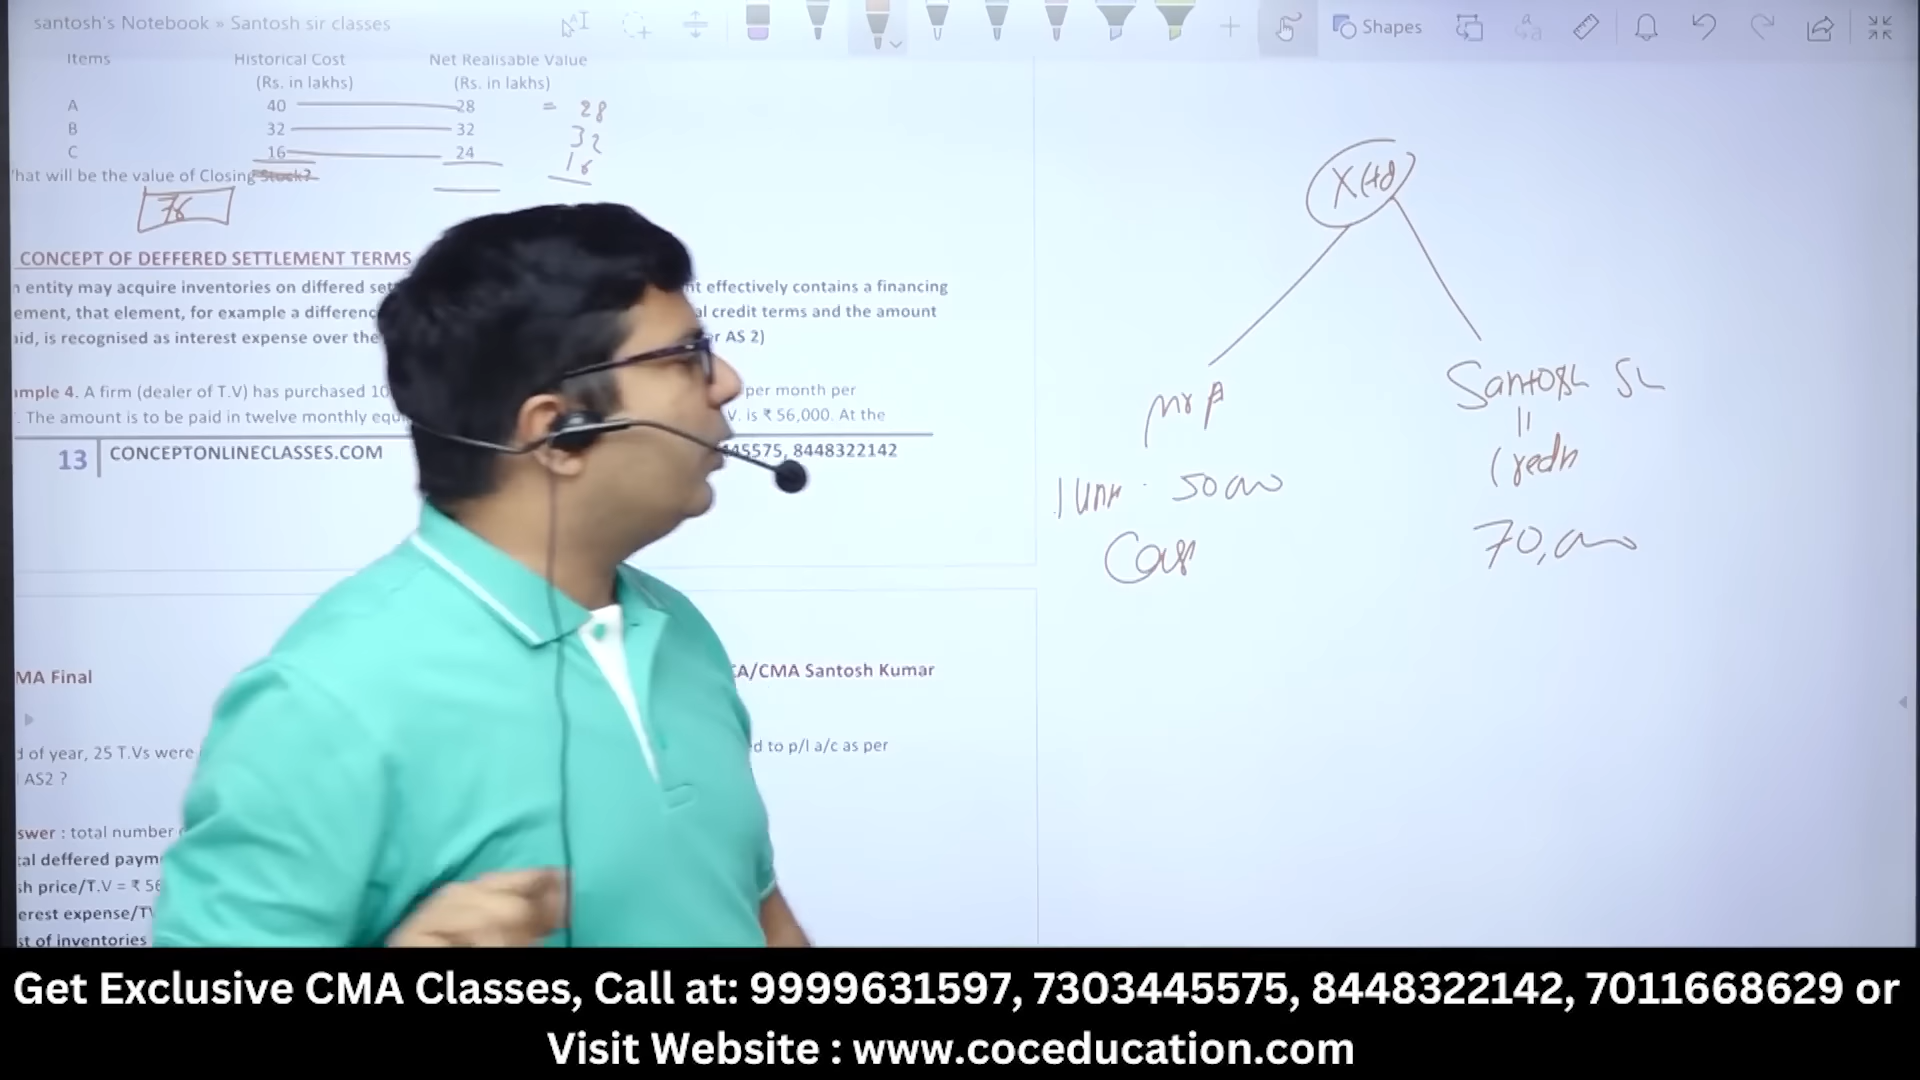 santosh's Notebook » Santosh sir classes
Shapes
Items Historical Cost Net Realisable Value
(Rs. in lakhs) (Rs. in lakhs)
A 40 28 = 28
B 32 32 32
C 16 24 16
hat will be the value of Closing Stock?
76
CONCEPT OF DEFFERED SETTLEMENT TERMS
n entity may acquire inventories on differed set nt effectively contains a financing
ement, that element, for example a differenc al credit terms and the amount
aid, is recognised as interest expense over the r AS 2)
ample 4. A firm (dealer of T.V) has purchased 10 per month per
. The amount is to be paid in twelve monthly equ V. is ₹ 56,000. At the
13 CONCEPTONLINECLASSES.COM 45575, 8448322142
MA Final CA/CMA Santosh Kumar
d of year, 25 T.Vs were d to p/l a/c as per
AS2 ?
swer : total number
tal deffered paym
sh price/T.V = ₹ 56
erest expense/TV
st of inventories
X Ltd
Mr A
1 Unit
Cash
Santosh
=
Credit
Get Exclusive CMA Classes, Call at: 9999631597, 7303445575, 8448322142, 7011668629 or
Visit Website : www.coceducation.com